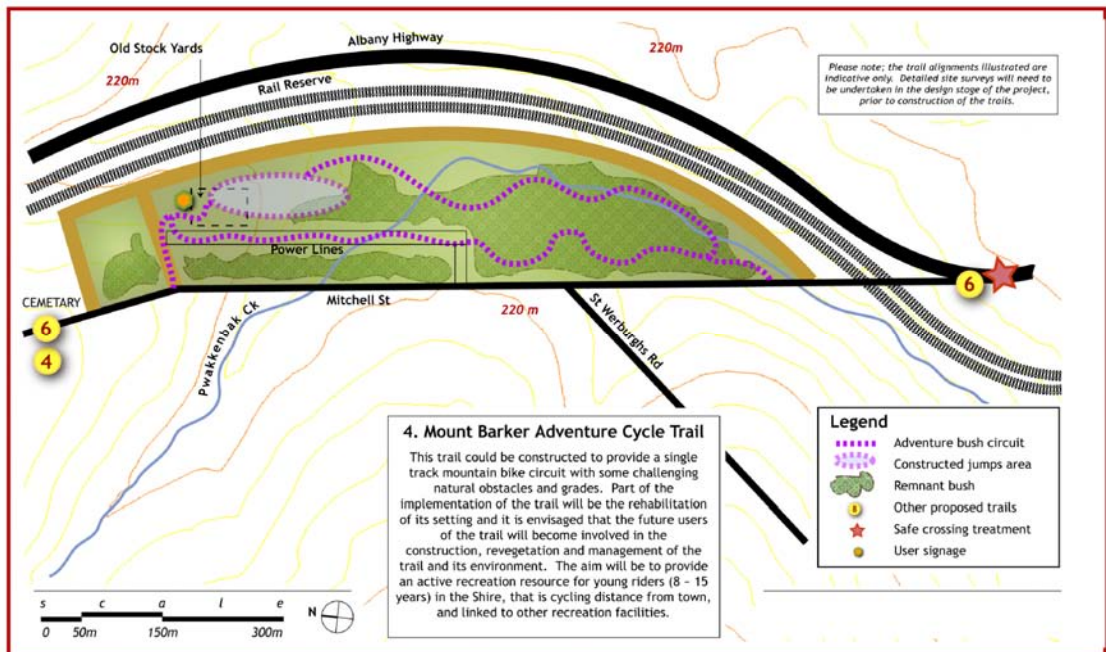 Old Stock Yards
Albany Highway
220m
220m
Rail Reserve
Please note; the trail alignments illustrated are
indicative only. Detailed site surveys will need to
be undertaken in the design stage of the project,
prior to construction of the trails.
Power Lines
CEMETARY
6
4
Mitchell St
220 m
6
Pwakkenbak Ck
St Werburghs Rd
4. Mount Barker Adventure Cycle Trail
This trail could be constructed to provide a single
track mountain bike circuit with some challenging
natural obstacles and grades. Part of the
implementation of the trail will be the rehabilitation
of its setting and it is envisaged that the future users
of the trail will become involved in the
construction, revegetation and management of the
trail and its environment. The aim will be to provide
an active recreation resource for young riders (8 - 15
years) in the Shire, that is cycling distance from town,
and linked to other recreation facilities.
Legend
Adventure bush circuit
Constructed jumps area
Remnant bush
Other proposed trails
Safe crossing treatment
User signage
s c a l e
0 50m 150m 300m
N